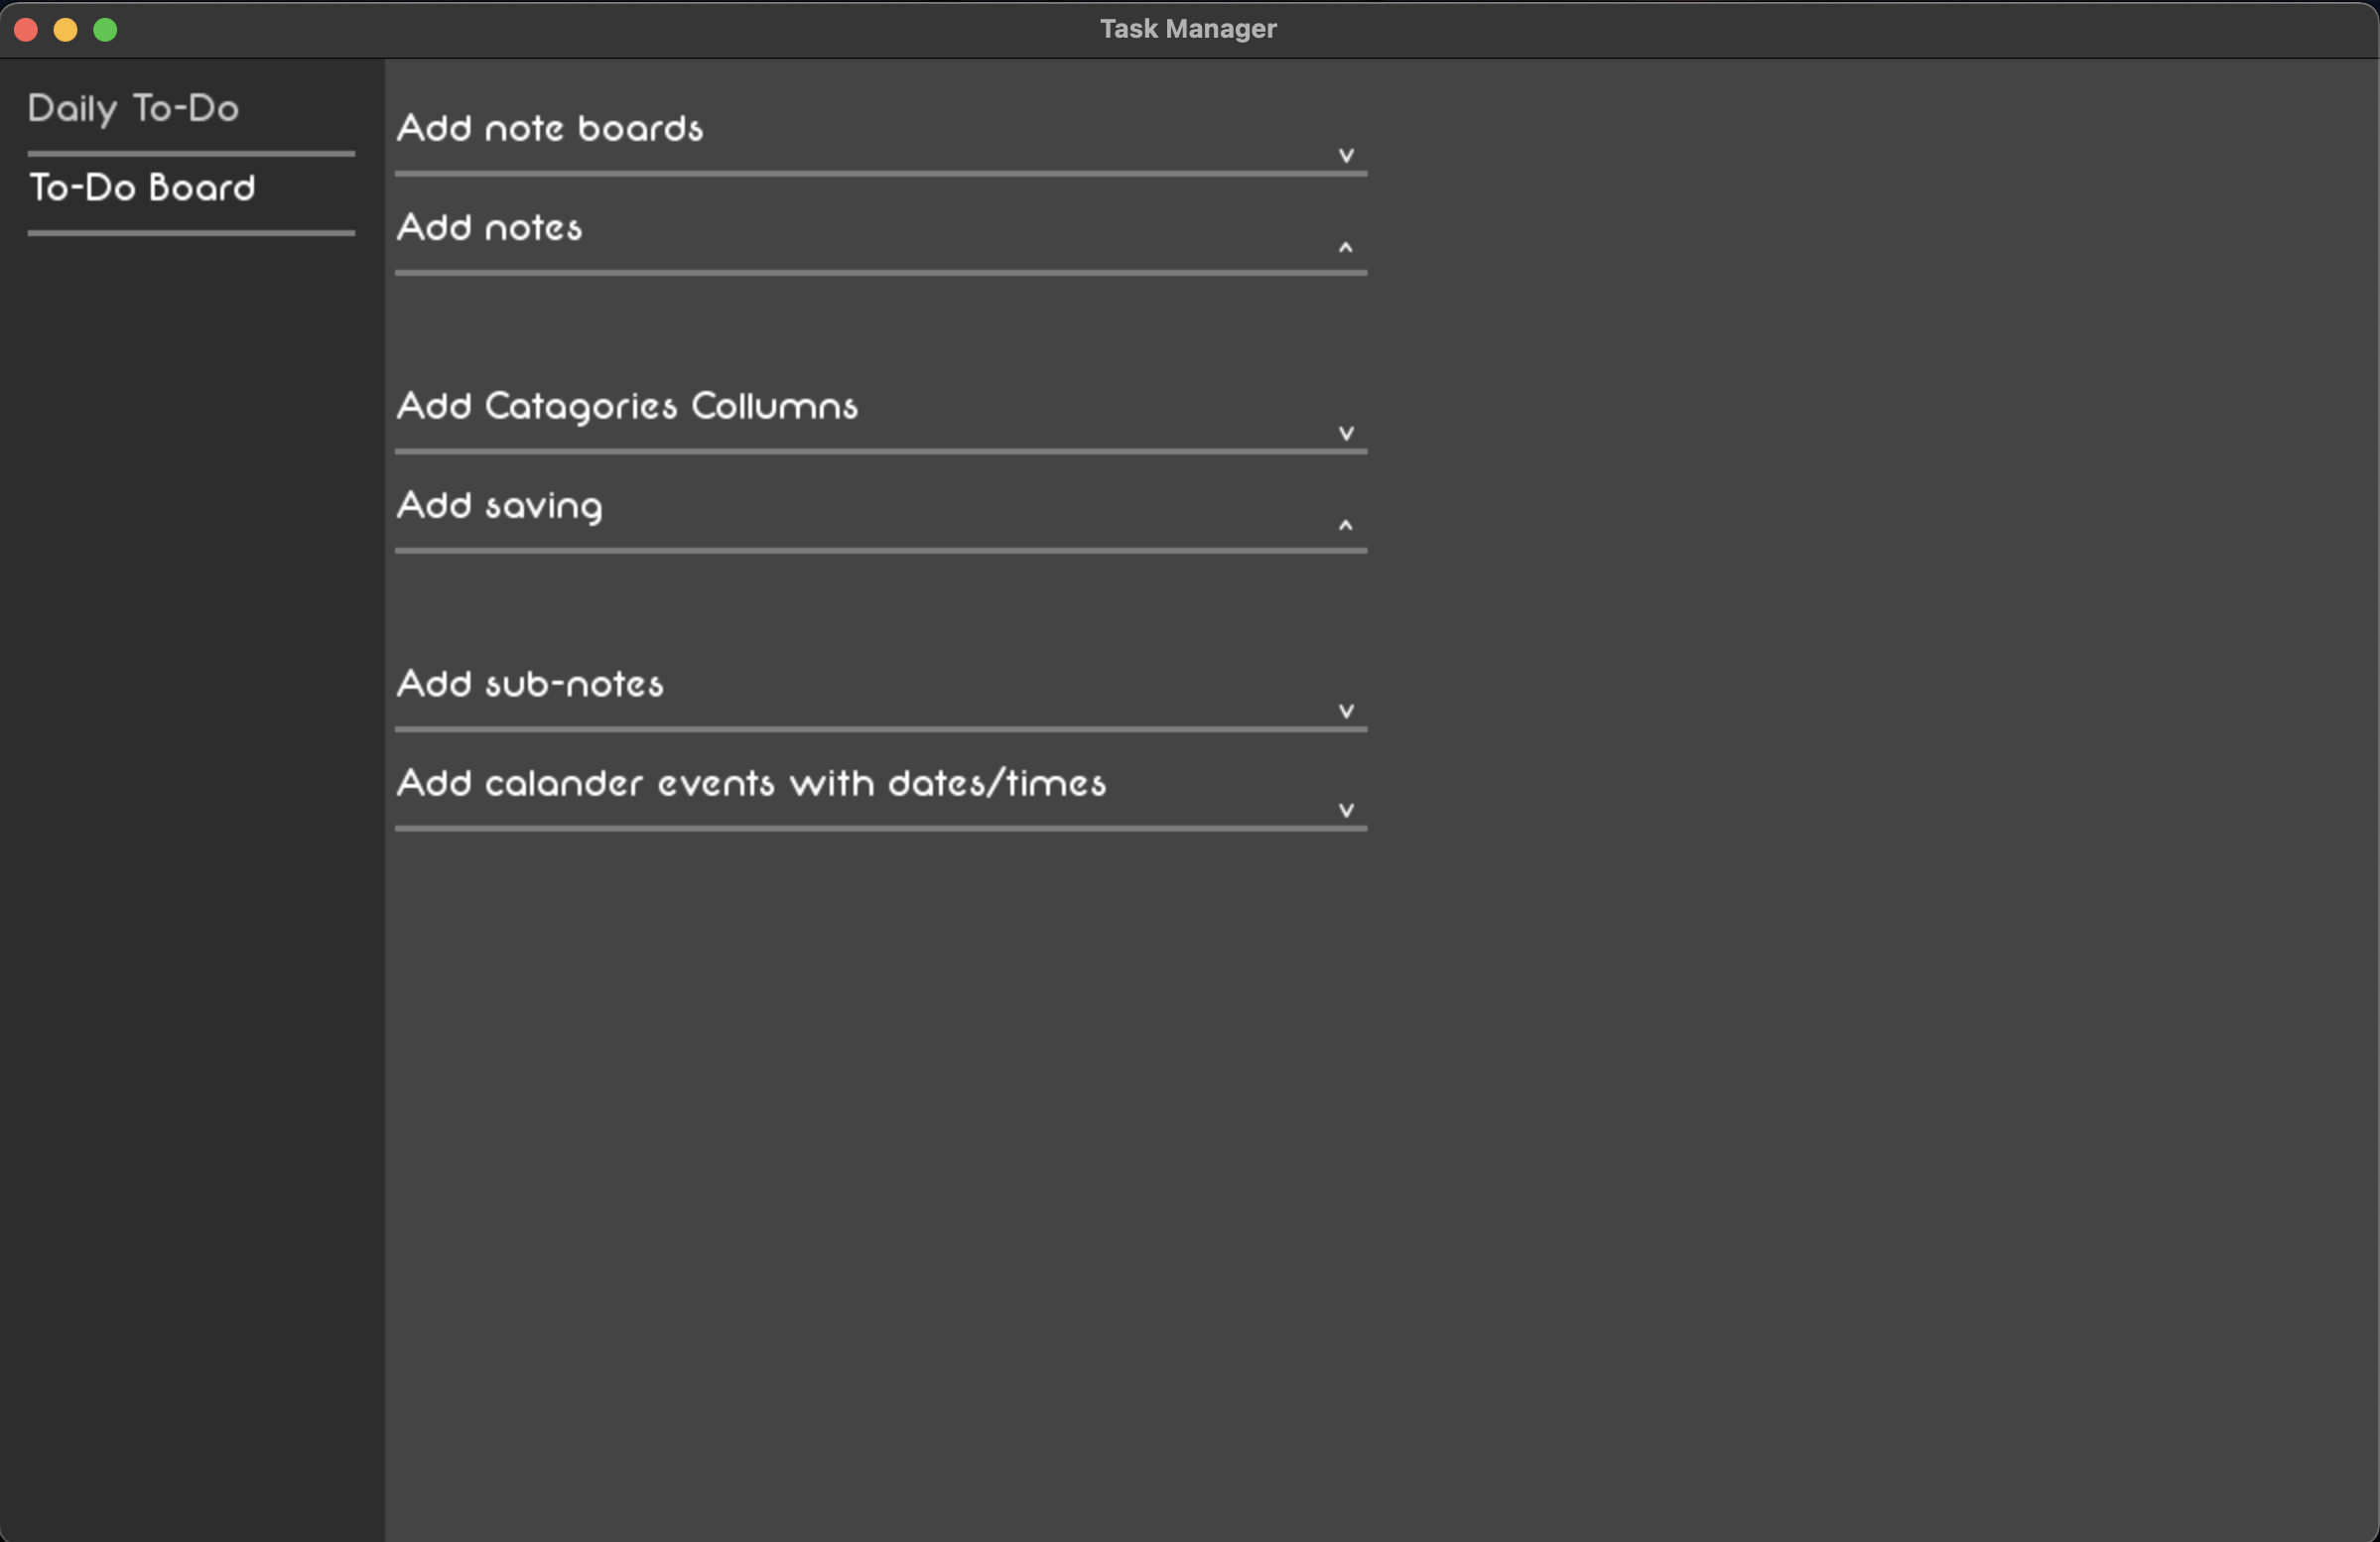 Task Manager
Daily To-Do
To-Do Board
Add note boards
v
Add notes
^
Add Catagories Collumns
v
Add saving
^
Add sub-notes
v
Add calander events with dates/times
v